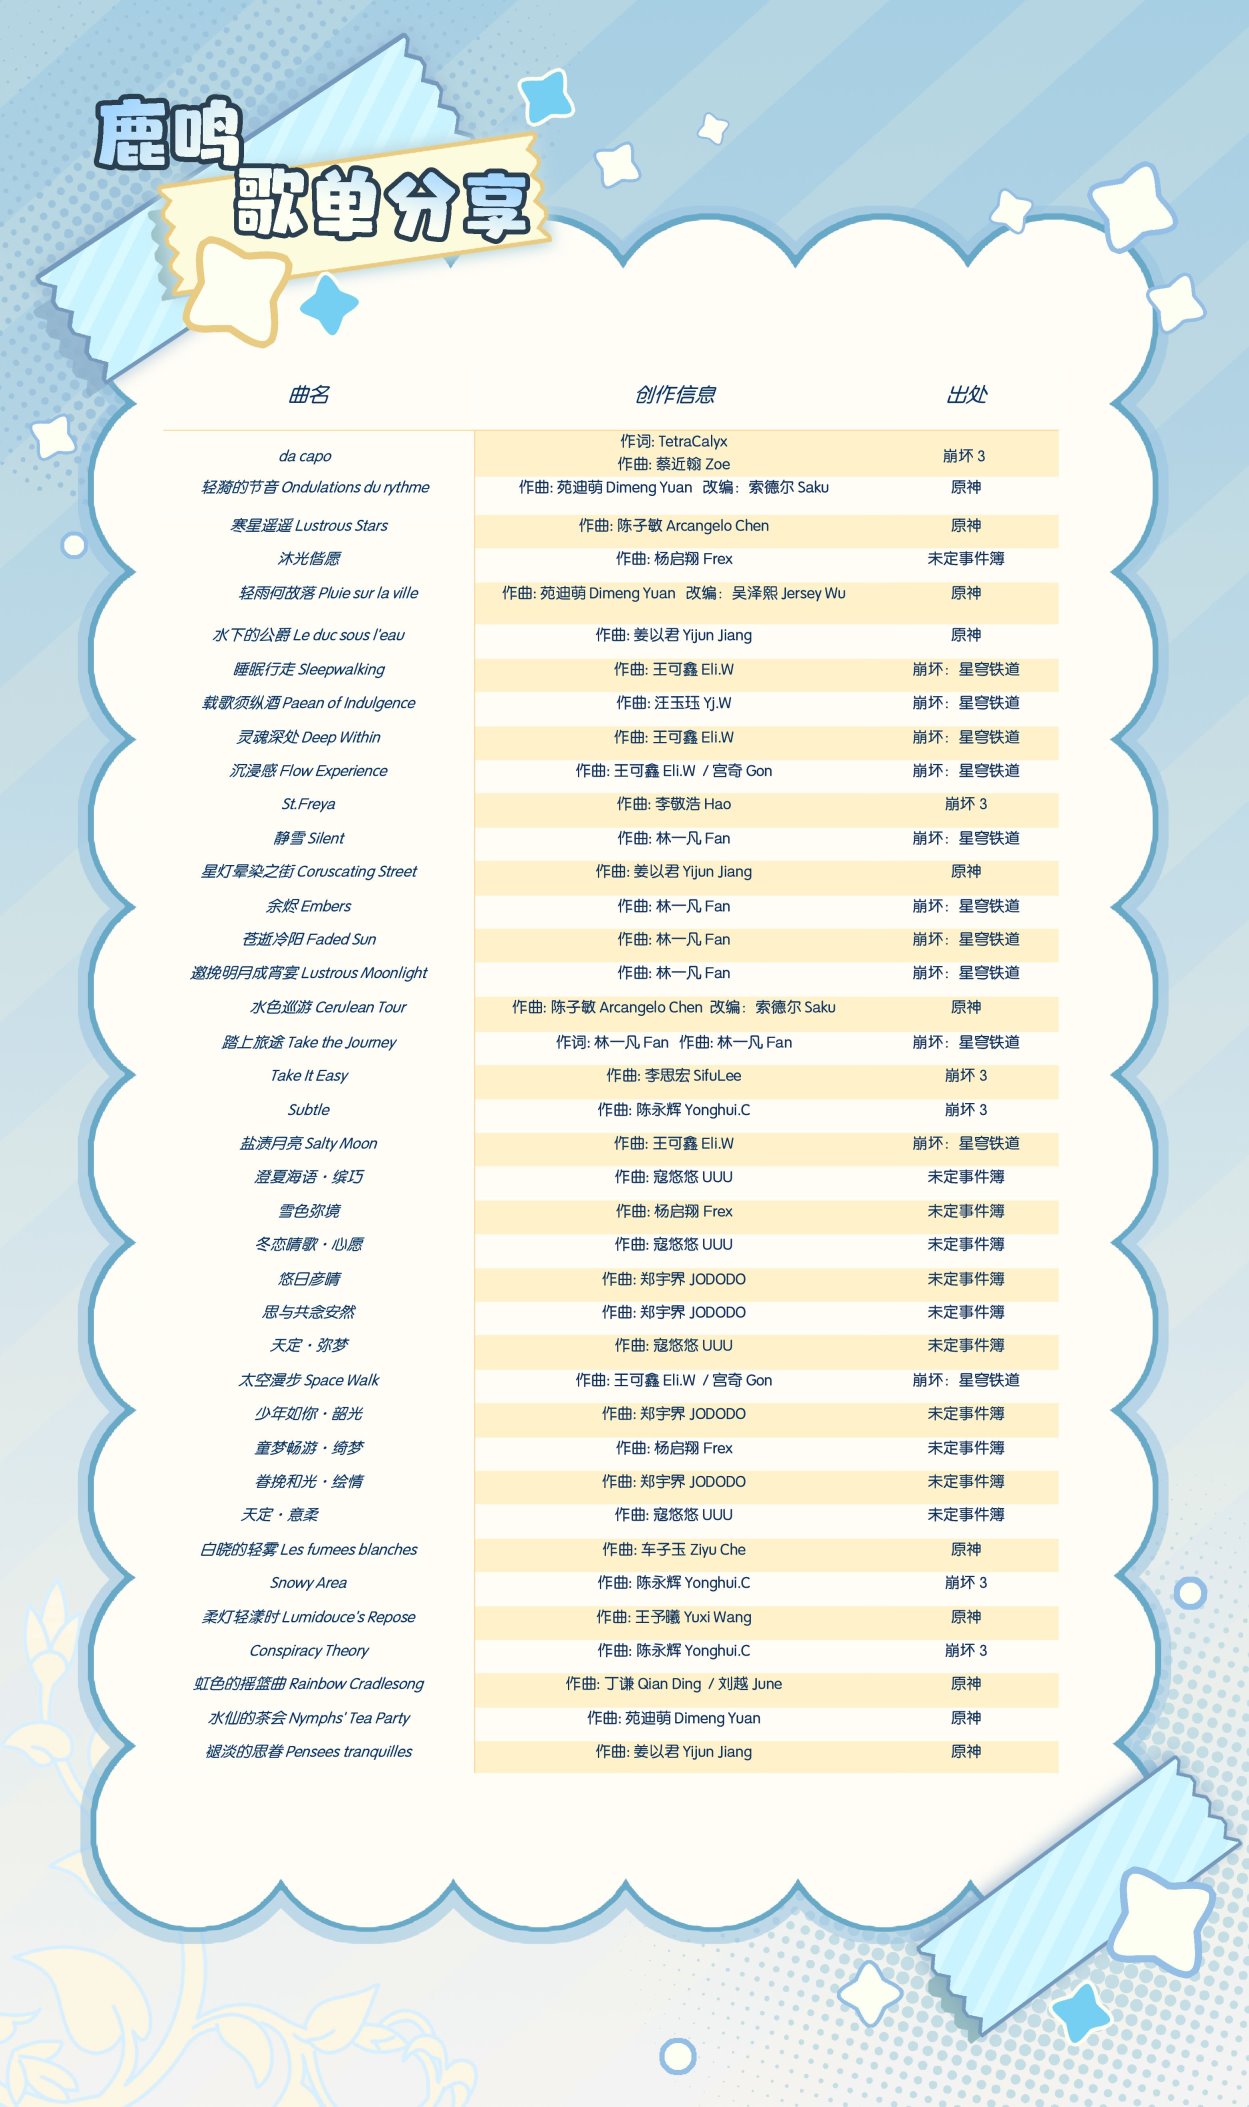 鹿鸣
歌单分享
曲名 创作信息 出处
作词: TetraCalyx
da capo 作曲: 蔡近翰 Zoe 崩坏 3
轻漪的节音 Ondulations du rythme 作曲: 苑迪萌 Dimeng Yuan 改编：索德尔 Saku 原神
寒星遥遥 Lustrous Stars 作曲: 陈子敏 Arcangelo Chen 原神
沐光偕愿 作曲: 杨启翔 Frex 未定事件簿
轻雨何故落 Pluie sur la ville 作曲: 苑迪萌 Dimeng Yuan 改编：吴泽熙 Jersey Wu 原神
水下的公爵 Le duc sous l'eau 作曲: 姜以君 Yijun Jiang 原神
睡眠行走 Sleepwalking 作曲: 王可鑫 Eli.W 崩坏：星穹铁道
载歌须纵酒 Paean of Indulgence 作曲: 汪玉珏 Yj.W 崩坏：星穹铁道
灵魂深处 Deep Within 作曲: 王可鑫 Eli.W 崩坏：星穹铁道
沉浸感 Flow Experience 作曲: 王可鑫 Eli.W / 宫奇 Gon 崩坏：星穹铁道
St.Freya 作曲: 李敬浩 Hao 崩坏 3
静雪 Silent 作曲: 林一凡 Fan 崩坏：星穹铁道
星灯晕染之街 Coruscating Street 作曲: 姜以君 Yijun Jiang 原神
余烬 Embers 作曲: 林一凡 Fan 崩坏：星穹铁道
苍逝冷阳 Faded Sun 作曲: 林一凡 Fan 崩坏：星穹铁道
邀挽明月成宵宴 Lustrous Moonlight 作曲: 林一凡 Fan 崩坏：星穹铁道
水色巡游 Cerulean Tour 作曲: 陈子敏 Arcangelo Chen 改编：索德尔 Saku 原神
踏上旅途 Take the Journey 作词: 林一凡 Fan 作曲: 林一凡 Fan 崩坏：星穹铁道
Take It Easy 作曲: 李思宏 SifuLee 崩坏 3
Subtle 作曲: 陈永辉 Yonghui.C 崩坏 3
盐渍月亮 Salty Moon 作曲: 王可鑫 Eli.W 崩坏：星穹铁道
澄夏海语·缤巧 作曲: 寇悠悠 UUU 未定事件簿
雪色弥境 作曲: 杨启翔 Frex 未定事件簿
冬恋晴歌·心愿 作曲: 寇悠悠 UUU 未定事件簿
悠日彦晴 作曲: 郑宇界 JODODO 未定事件簿
思与共念安然 作曲: 郑宇界 JODODO 未定事件簿
天定·弥梦 作曲: 寇悠悠 UUU 未定事件簿
太空漫步 Space Walk 作曲: 王可鑫 Eli.W / 宫奇 Gon 崩坏：星穹铁道
少年如你·韶光 作曲: 郑宇界 JODODO 未定事件簿
童梦畅游·绮梦 作曲: 杨启翔 Frex 未定事件簿
眷挽和光·绘情 作曲: 郑宇界 JODODO 未定事件簿
天定·意柔 作曲: 寇悠悠 UUU 未定事件簿
白晓的轻雾 Les fumees blanches 作曲: 车子玉 Ziyu Che 原神
Snowy Area 作曲: 陈永辉 Yonghui.C 崩坏 3
柔灯轻漾时 Lumidouce's Repose 作曲: 王予曦 Yuxi Wang 原神
Conspiracy Theory 作曲: 陈永辉 Yonghui.C 崩坏 3
虹色的摇篮曲 Rainbow Cradlesong 作曲: 丁谦 Qian Ding / 刘越 June 原神
水仙的茶会 Nymphs' Tea Party 作曲: 苑迪萌 Dimeng Yuan 原神
褪淡的思眷 Pensees tranquilles 作曲: 姜以君 Yijun Jiang 原神